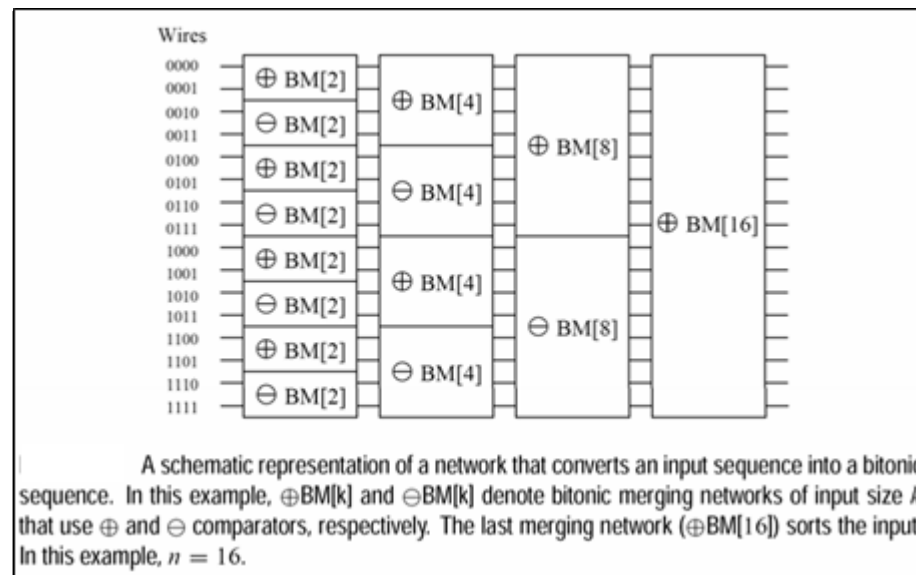 Wires
0000
0001
0010
0011
0100
0101
0110
0111
1000
1001
1010
1011
1100
1101
1110
1111
⊕ BM[2]
⊖ BM[2]
⊕ BM[2]
⊖ BM[2]
⊕ BM[2]
⊖ BM[2]
⊕ BM[2]
⊖ BM[2]
⊕ BM[4]
⊖ BM[4]
⊕ BM[4]
⊖ BM[4]
⊕ BM[8]
⊖ BM[8]
⊕ BM[16]
A schematic representation of a network that converts an input sequence into a bitonic
sequence. In this example, ⊕BM[k] and ⊖BM[k] denote bitonic merging networks of input size
that use ⊕ and ⊖ comparators, respectively. The last merging network (⊕BM[16]) sorts the input.
In this example, n = 16.